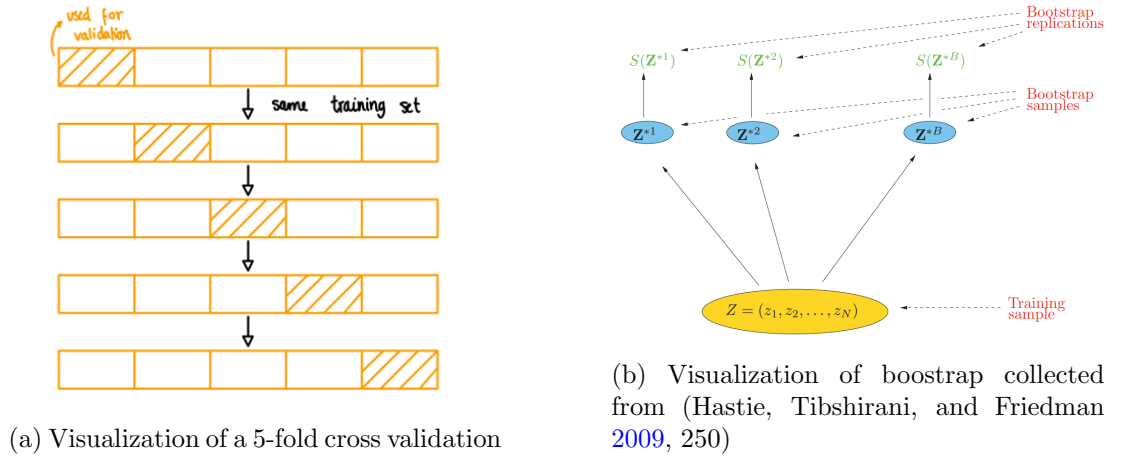 used for
validation
same training set
(a) Visualization of a 5-fold cross validation
Bootstrap
replications
S(Z*1) S(Z*2) S(Z*B)
Bootstrap
samples
Z*1 Z*2 Z*B
Z = (z1, z2, . . . , zN)
Training
sample
(b) Visualization of boostrap collected
from (Hastie, Tibshirani, and Friedman
2009, 250)